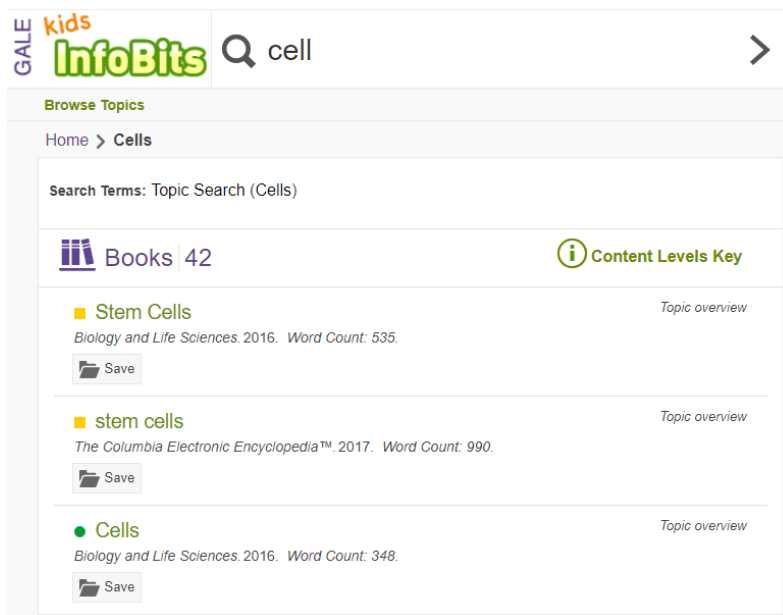 GALE
kids
InfoBits
cell
Browse Topics
Home > Cells
Search Terms: Topic Search (Cells)
Books 42
i Content Levels Key
Stem Cells
Topic overview
Biology and Life Sciences. 2016. Word Count: 535.
Save
stem cells
Topic overview
The Columbia Electronic Encyclopedia™. 2017. Word Count: 990.
Save
Cells
Topic overview
Biology and Life Sciences. 2016. Word Count: 348.
Save